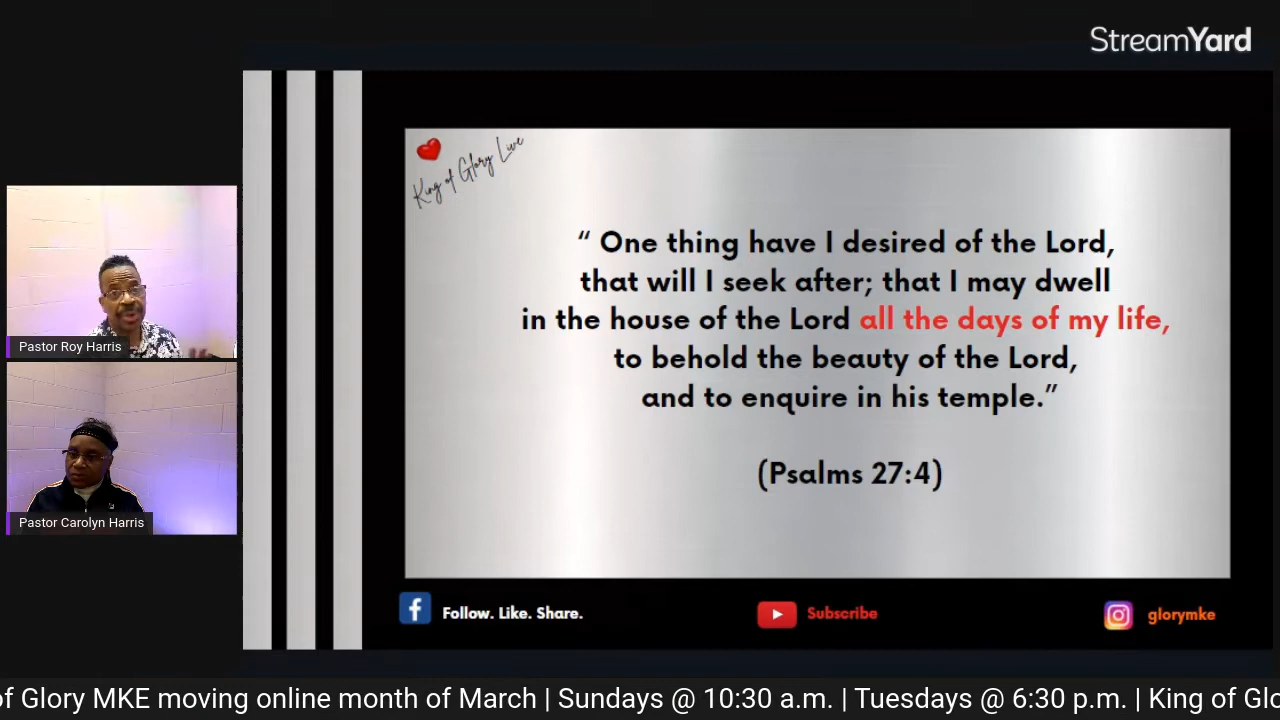 StreamYard
King of Glory Live
“ One thing have I desired of the Lord,
that will I seek after; that I may dwell
in the house of the Lord all the days of my life,
to behold the beauty of the Lord,
and to enquire in his temple.”
(Psalms 27:4)
Pastor Roy Harris
Pastor Carolyn Harris
Follow. Like. Share.
Subscribe
glorymke
of Glory MKE moving online month of March | Sundays @ 10:30 a.m. | Tuesdays @ 6:30 p.m. | King of Glo